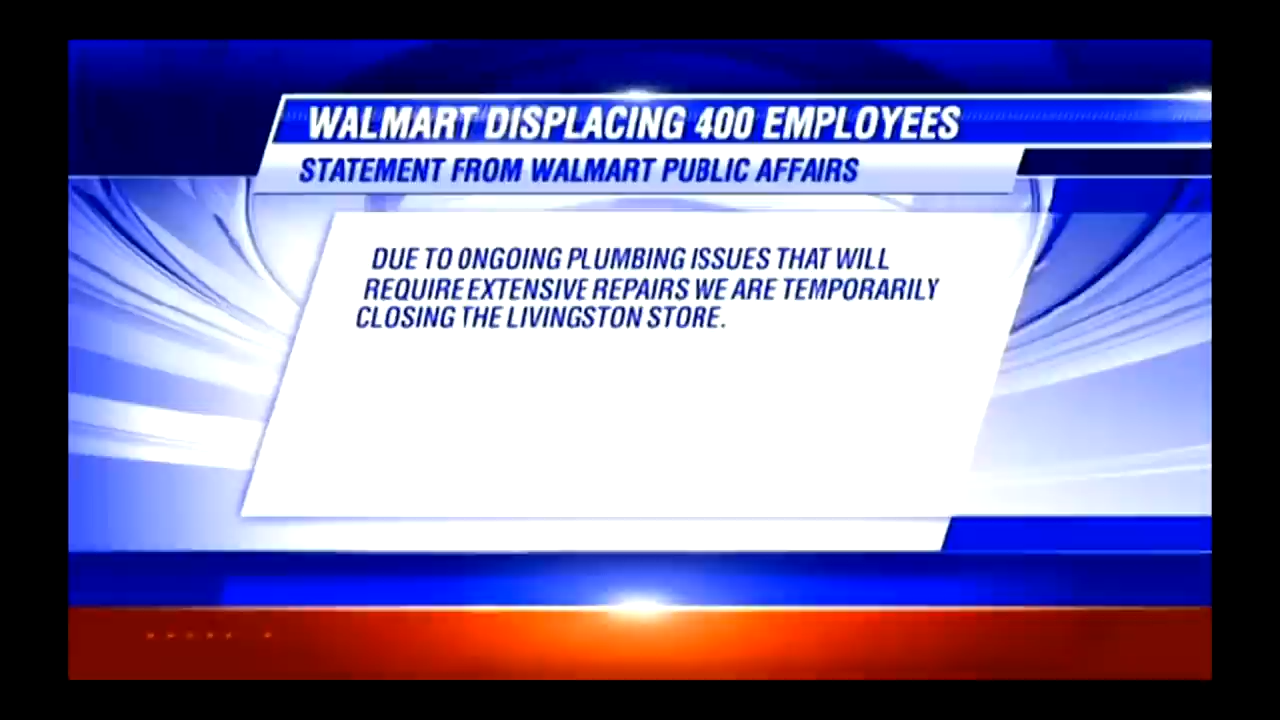 WALMART DISPLACING 400 EMPLOYEES
STATEMENT FROM WALMART PUBLIC AFFAIRS
DUE TO ONGOING PLUMBING ISSUES THAT WILL
REQUIRE EXTENSIVE REPAIRS WE ARE TEMPORARILY
CLOSING THE LIVINGSTON STORE.